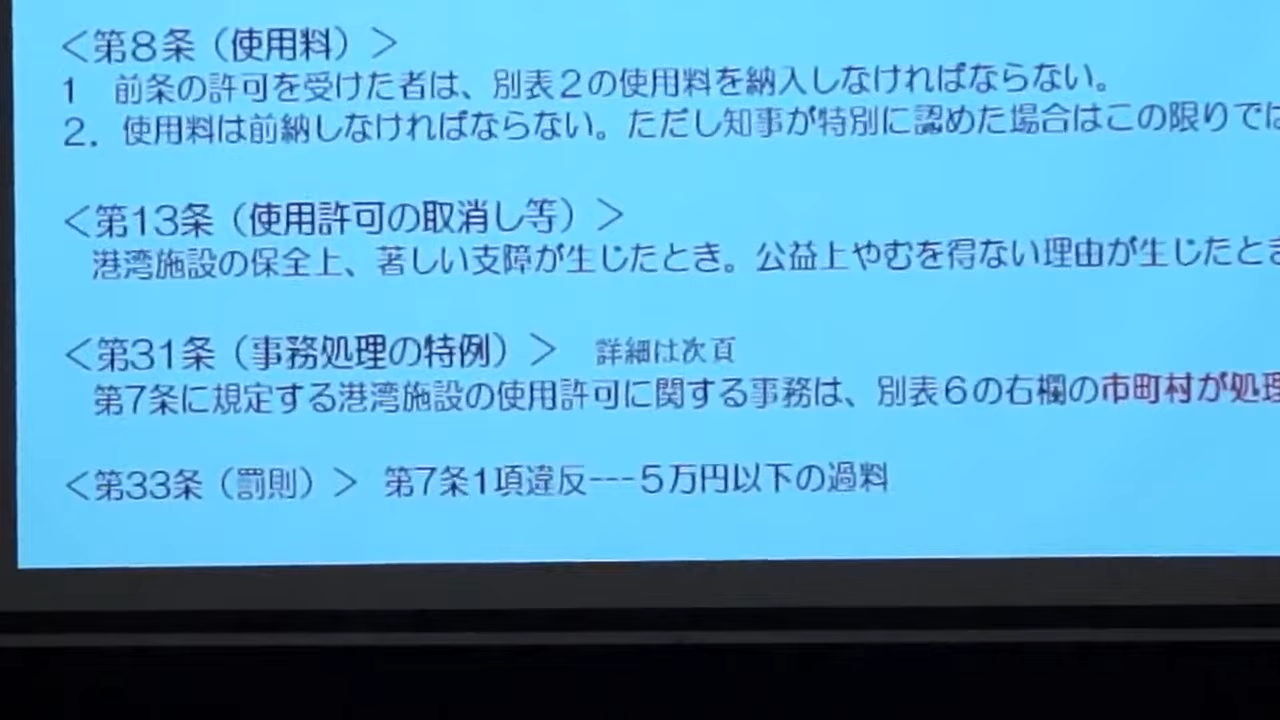 ＜第８条（使用料）＞
１　前条の許可を受けた者は、別表２の使用料を納入しなければならない。
２．使用料は前納しなければならない。ただし知事が特別に認めた場合はこの限りでは
＜第13条（使用許可の取消し等）＞
港湾施設の保全上、著しい支障が生じたとき。公益上やむを得ない理由が生じたとき
＜第31条（事務処理の特例）＞　詳細は次頁
第7条に規定する港湾施設の使用許可に関する事務は、別表６の右欄の市町村が処理
＜第33条（罰則）＞　第7条1項違反---５万円以下の過料